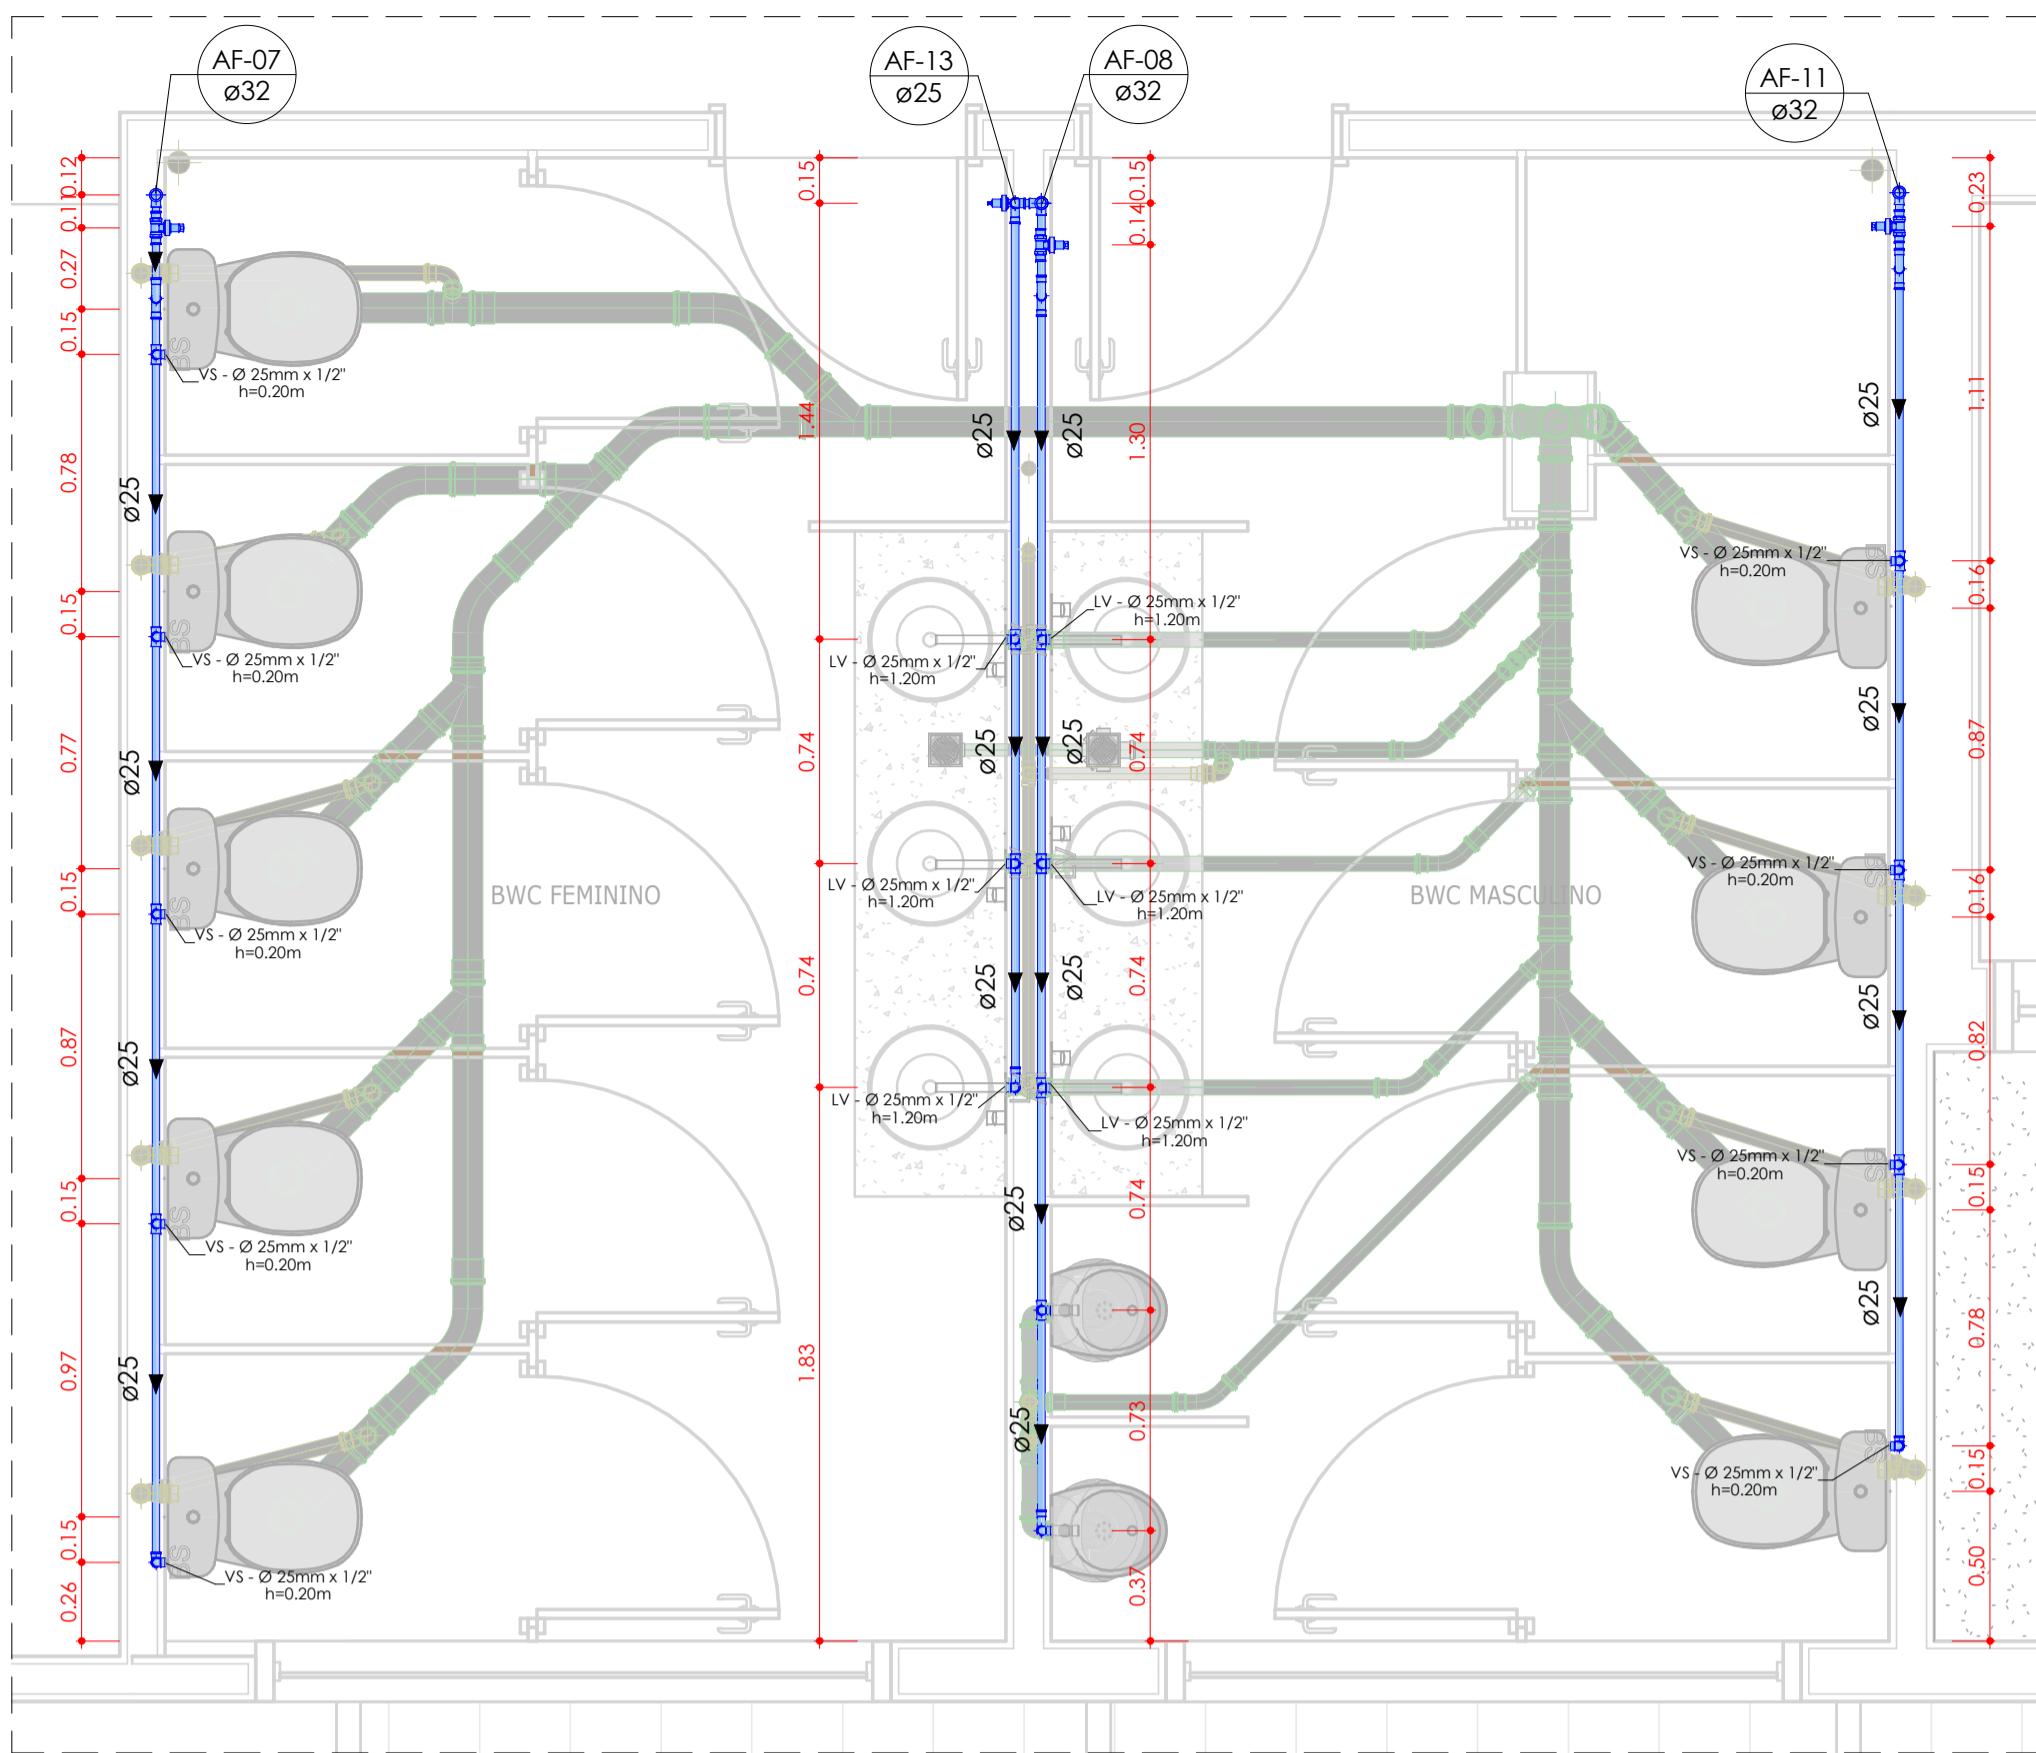 AF-07
ø32
AF-13
ø25
AF-08
ø32
AF-11
ø32
0.12
0.11
0.27
0.15
0.78
0.15
0.77
0.15
0.87
0.15
0.97
0.15
0.26
VS - Ø 25mm x 1/2"
h=0.20m
VS - Ø 25mm x 1/2"
h=0.20m
VS - Ø 25mm x 1/2"
h=0.20m
VS - Ø 25mm x 1/2"
h=0.20m
VS - Ø 25mm x 1/2"
h=0.20m
BS
BS
BS
BS
BS
ø25
ø25
ø25
ø25
BWC FEMININO
0.15
1.44
0.74
0.74
1.83
ø25
ø25
ø25
LV - Ø 25mm x 1/2"
h=1.20m
LV - Ø 25mm x 1/2"
h=1.20m
LV - Ø 25mm x 1/2"
h=1.20m
ø25
ø25
ø25
ø25
ø25
LV - Ø 25mm x 1/2"
h=1.20m
LV - Ø 25mm x 1/2"
h=1.20m
LV - Ø 25mm x 1/2"
h=1.20m
0.15
0.14
1.30
0.74
0.74
0.74
0.73
0.37
BWC MASCULINO
VS - Ø 25mm x 1/2"
h=0.20m
VS - Ø 25mm x 1/2"
h=0.20m
VS - Ø 25mm x 1/2"
h=0.20m
VS - Ø 25mm x 1/2"
h=0.20m
BS
BS
BS
BS
ø25
ø25
ø25
ø25
0.23
1.11
0.16
0.87
0.16
0.82
0.15
0.78
0.15
0.50